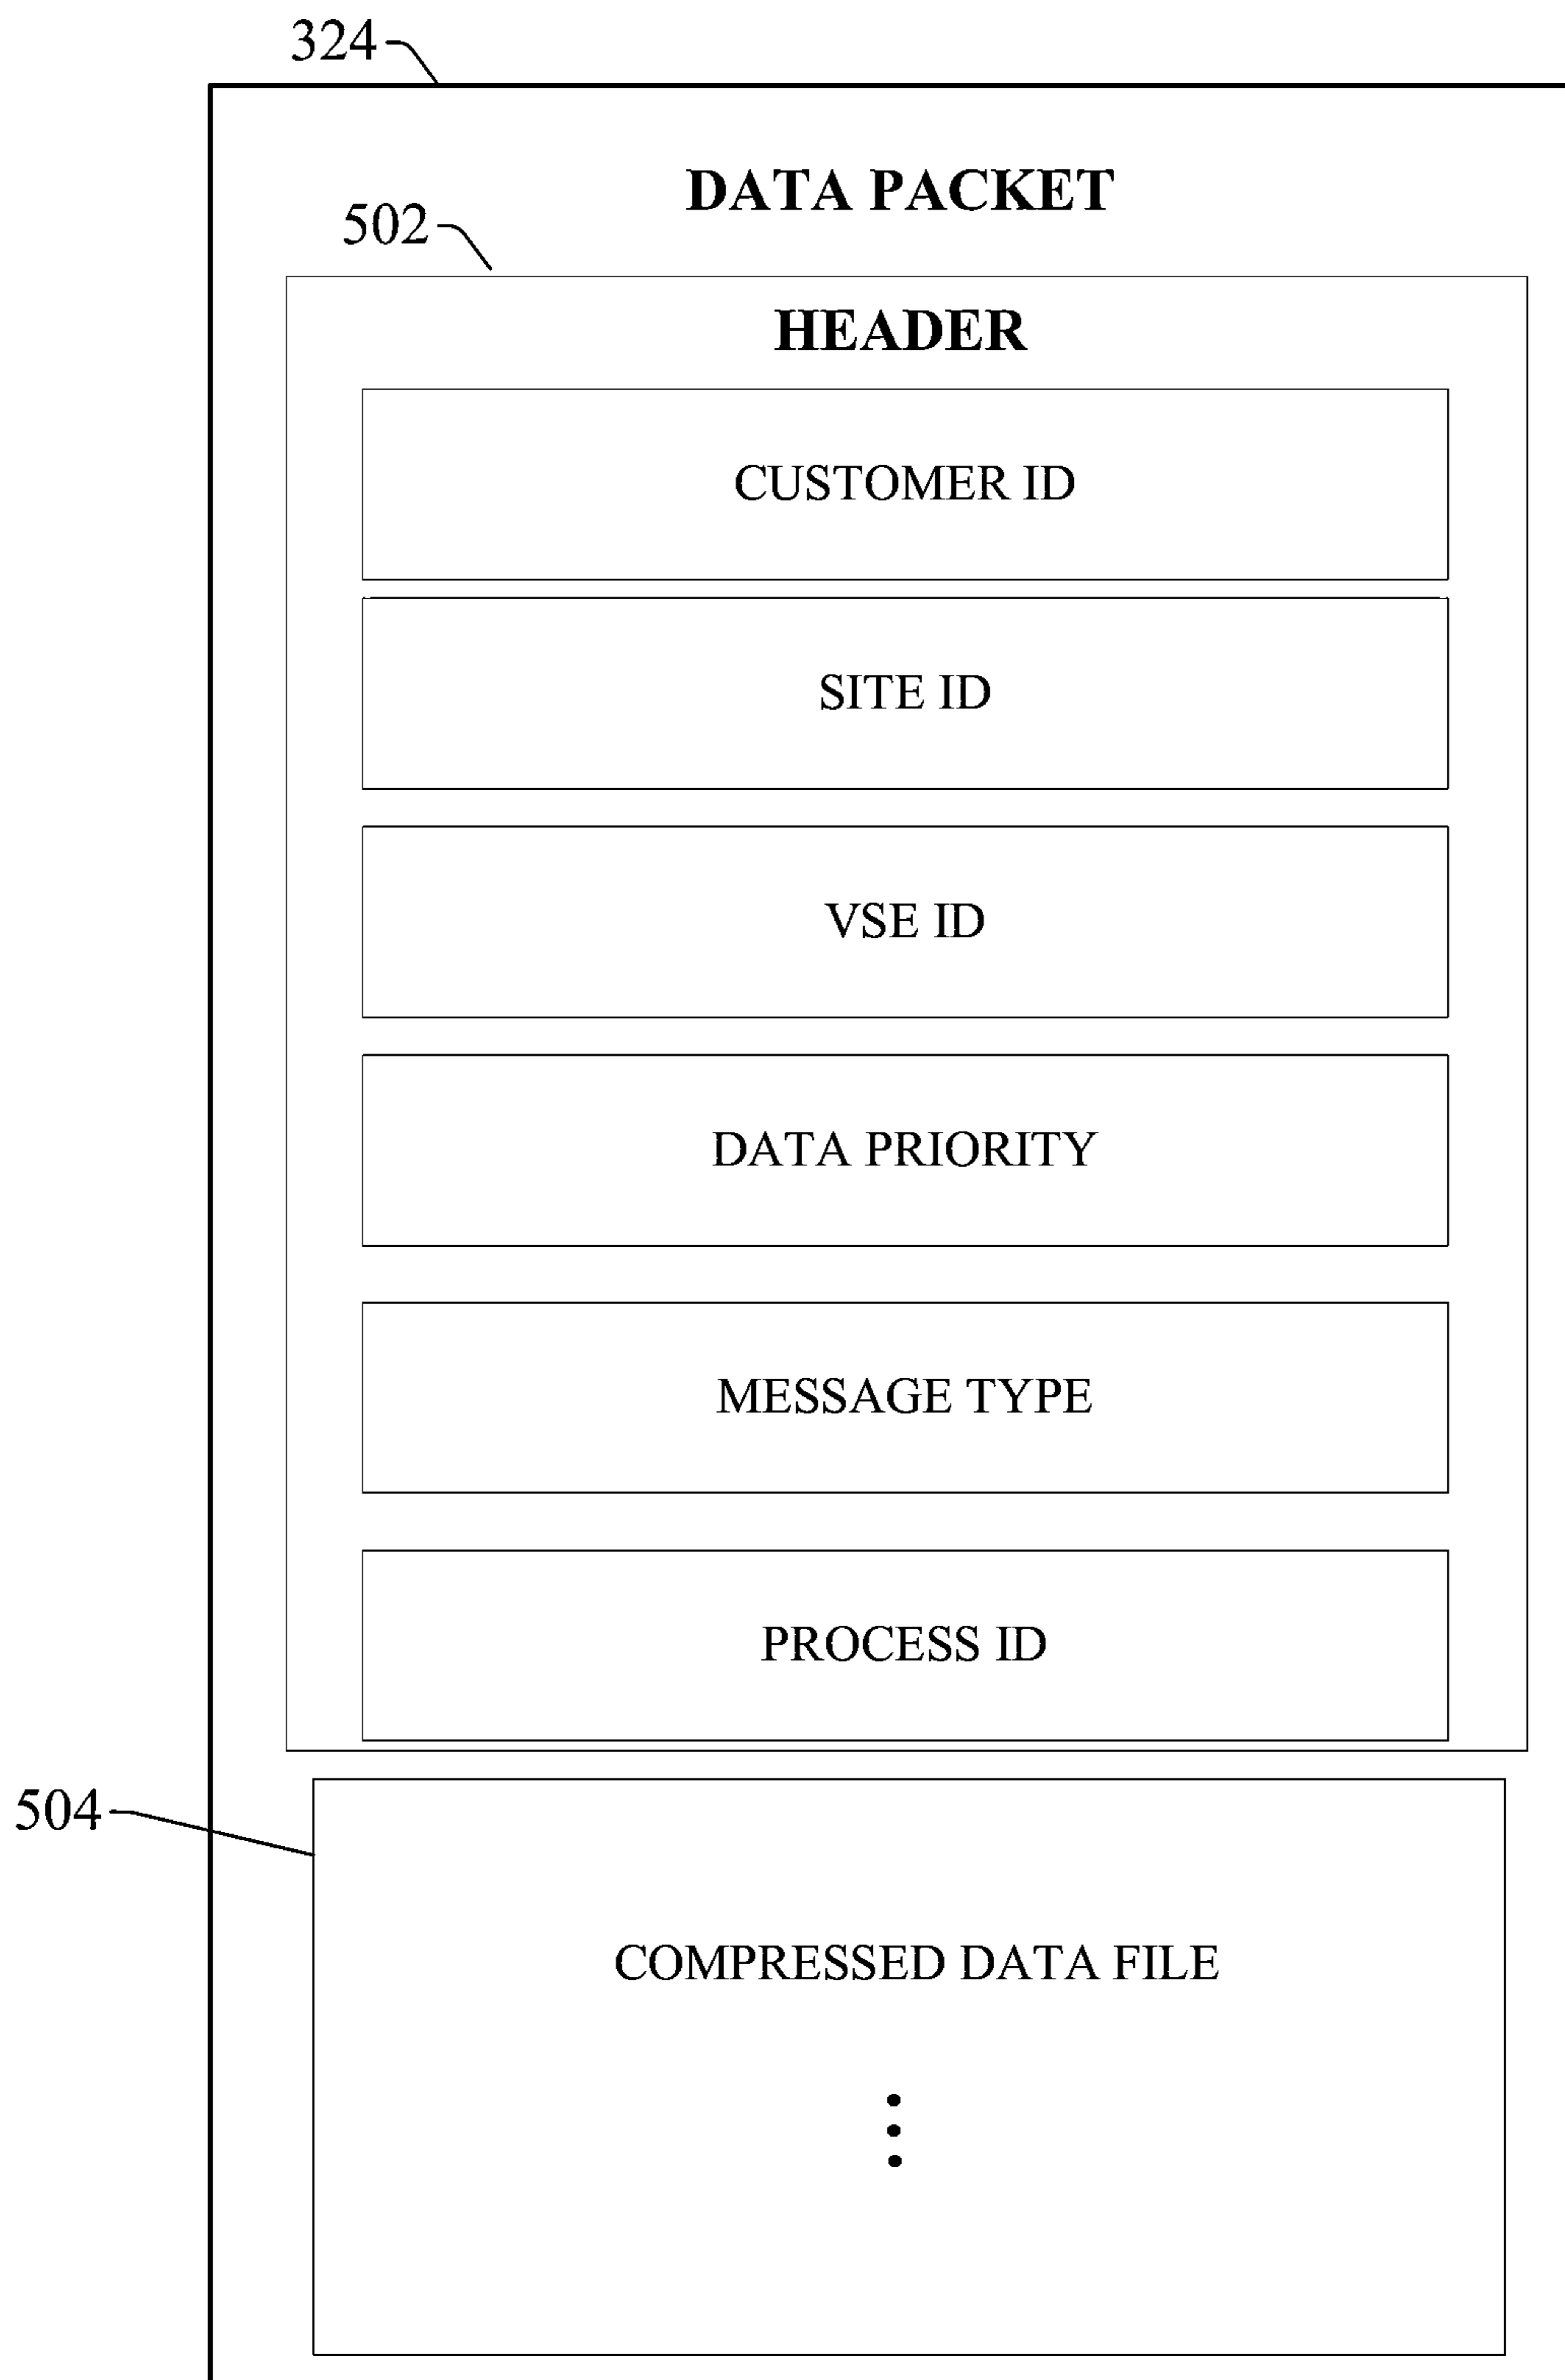 324
DATA PACKET
502
HEADER
CUSTOMER ID
SITE ID
VSE ID
DATA PRIORITY
MESSAGE TYPE
PROCESS ID
504
COMPRESSED DATA FILE